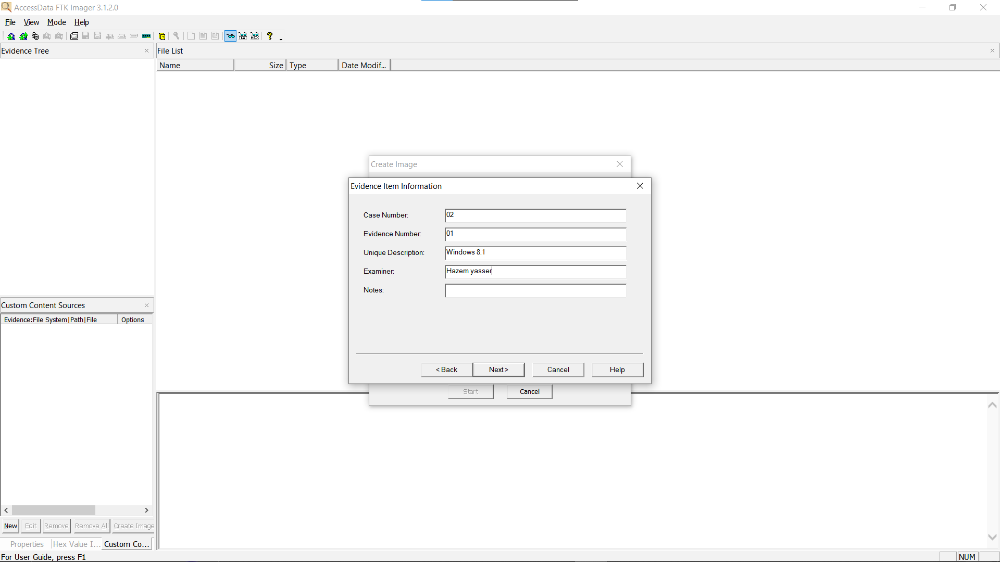 AccessData FTK Imager 3.1.2.0
File View Mode Help
Evidence Tree
File List
Name Size Type Date Modif...
Create Image
Evidence Item Information
Case Number: 02
Evidence Number: 01
Unique Description: Windows 8.1
Examiner: Hazem yasser
Notes:
< Back Next > Cancel Help
Start Cancel
Custom Content Sources
Evidence:File System|Path|File Options
New Edit Remove Remove All Create Image
Properties Hex Value I... Custom Co...
For User Guide, press F1
NUM